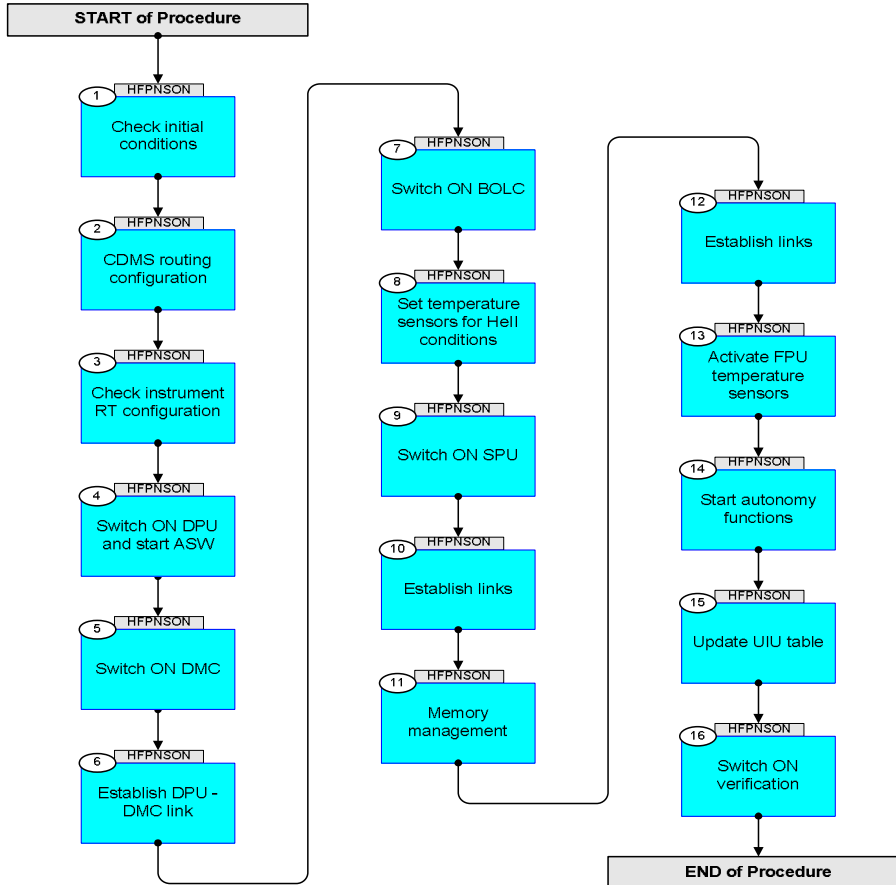 START of Procedure
HFPNSON
1
Check initial
conditions
HFPNSON
2
CDMS routing
configuration
HFPNSON
3
Check instrument
RT configuration
HFPNSON
4
Switch ON DPU
and start ASW
HFPNSON
5
Switch ON DMC
HFPNSON
6
Establish DPU -
DMC link
HFPNSON
7
Switch ON BOLC
HFPNSON
8
Set temperature
sensors for HeII
conditions
HFPNSON
9
Switch ON SPU
HFPNSON
10
Establish links
HFPNSON
11
Memory
management
HFPNSON
12
Establish links
HFPNSON
13
Activate FPU
temperature
sensors
HFPNSON
14
Start autonomy
functions
HFPNSON
15
Update UIU table
HFPNSON
16
Switch ON
verification
END of Procedure